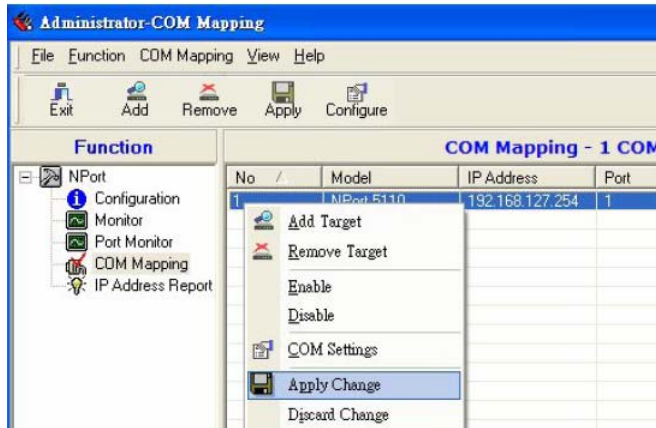 Administrator-COM Mapping
File Function COM Mapping View Help
Exit Add Remove Apply Configure
Function
COM Mapping - 1 COM
NPort
Configuration
Monitor
Port Monitor
COM Mapping
IP Address Report
No Model IP Address Port
1 NPort 5110 192.168.127.254 1
Add Target
Remove Target
Enable
Disable
COM Settings
Apply Change
Discard Change